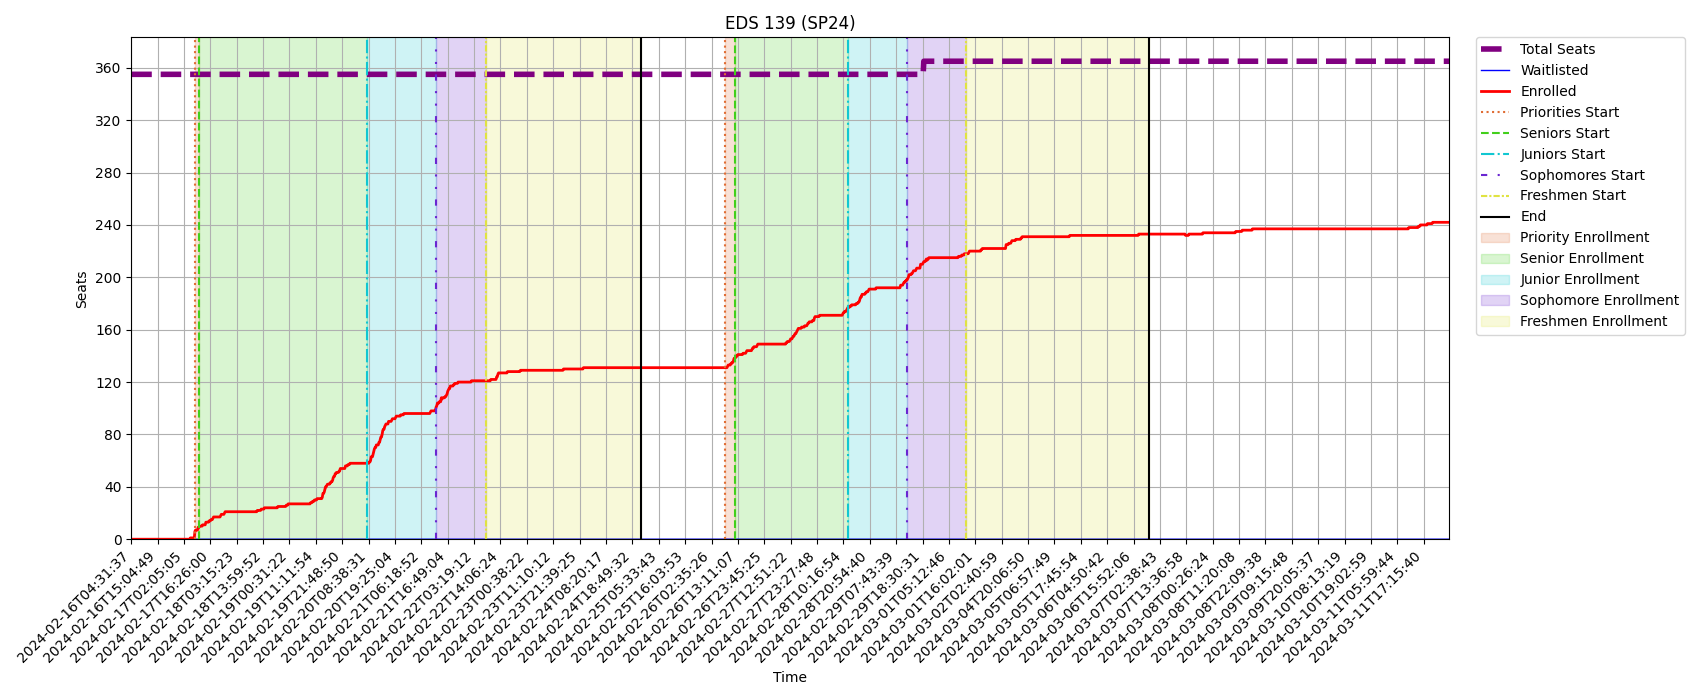 EDS 139 (SP24)
Seats
360
320
280
240
200
160
120
80
40
0
2024-02-16T04:31:37
2024-02-16T15:04:49
2024-02-17T02:05:05
2024-02-17T16:26:00
2024-02-18T03:15:23
2024-02-18T13:59:52
2024-02-19T00:31:22
2024-02-19T11:11:54
2024-02-19T21:48:50
2024-02-20T08:38:31
2024-02-20T19:25:04
2024-02-21T06:18:52
2024-02-21T16:49:04
2024-02-22T03:19:12
2024-02-22T14:06:24
2024-02-23T00:38:22
2024-02-23T11:10:12
2024-02-23T21:39:25
2024-02-24T08:20:17
2024-02-24T18:49:32
2024-02-25T05:33:43
2024-02-25T16:03:53
2024-02-26T02:35:26
2024-02-26T13:11:07
2024-02-26T23:45:25
2024-02-27T12:51:22
2024-02-27T23:27:48
2024-02-28T10:16:54
2024-02-28T20:54:40
2024-02-29T07:43:39
2024-02-29T18:30:31
2024-03-01T05:12:46
2024-03-01T16:02:01
2024-03-02T02:40:59
2024-03-04T20:06:50
2024-03-05T06:57:49
2024-03-05T17:45:54
2024-03-06T04:50:42
2024-03-06T15:52:06
2024-03-07T02:38:43
2024-03-07T13:36:58
2024-03-08T00:26:24
2024-03-08T11:20:08
2024-03-08T22:09:38
2024-03-09T09:15:48
2024-03-09T20:05:37
2024-03-10T08:13:19
2024-03-10T19:02:59
2024-03-11T05:59:44
2024-03-11T17:15:40
Time
Total Seats
Waitlisted
Enrolled
Priorities Start
Seniors Start
Juniors Start
Sophomores Start
Freshmen Start
End
Priority Enrollment
Senior Enrollment
Junior Enrollment
Sophomore Enrollment
Freshmen Enrollment